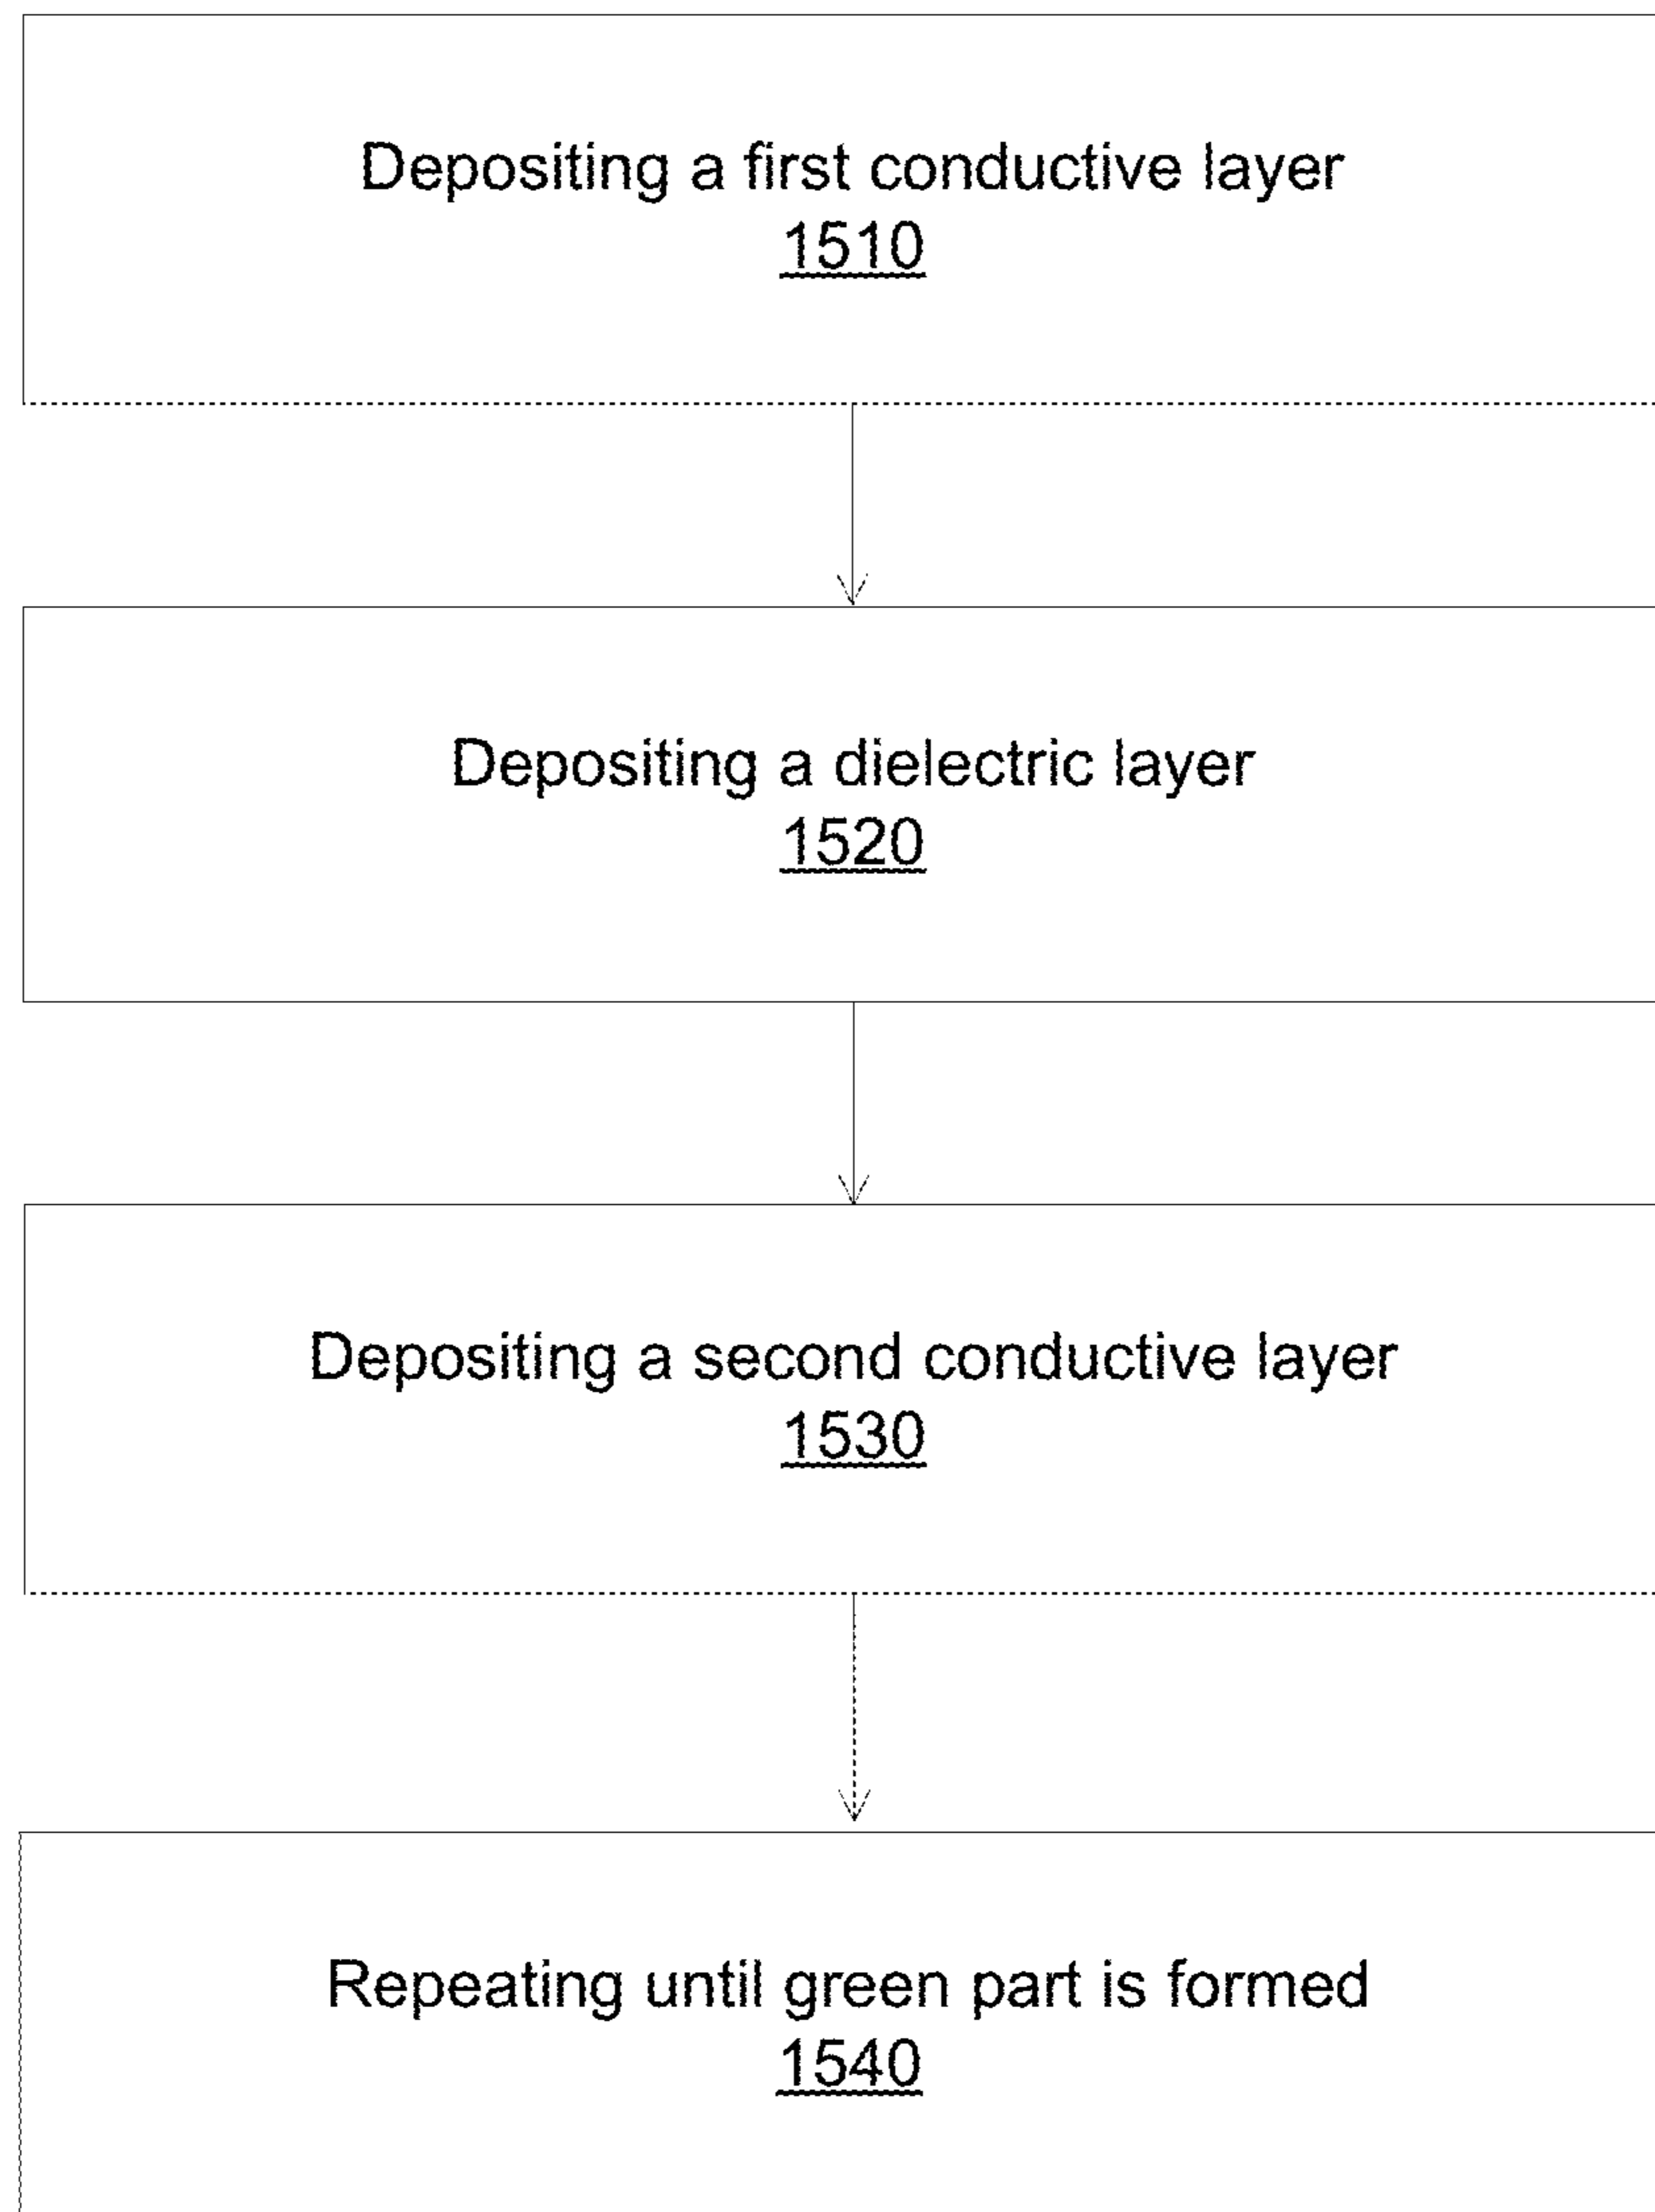 Depositing a first conductive layer
1510
Depositing a dielectric layer
1520
Depositing a second conductive layer
1530
Repeating until green part is formed
1540